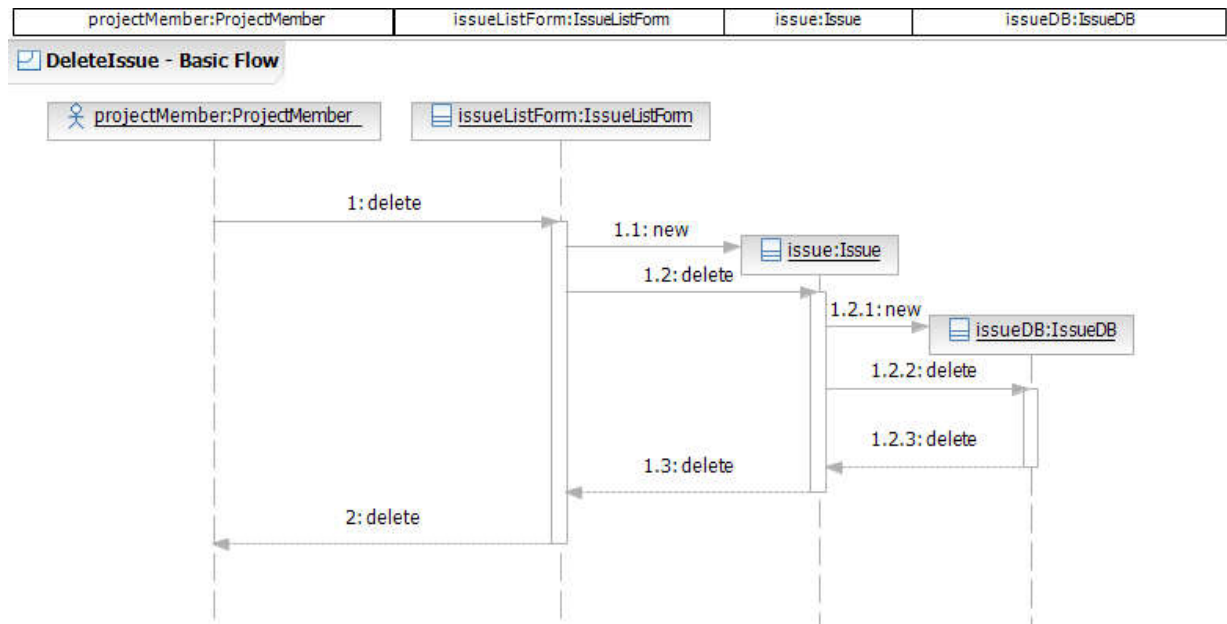 projectMember:ProjectMember issueListForm:IssueListForm issue:Issue issueDB:IssueDB
DeleteIssue - Basic Flow
projectMember:ProjectMember issueListForm:IssueListForm
1: delete
1.1: new
issue:Issue
1.2: delete
1.2.1: new
issueDB:IssueDB
1.2.2: delete
1.2.3: delete
1.3: delete
2: delete